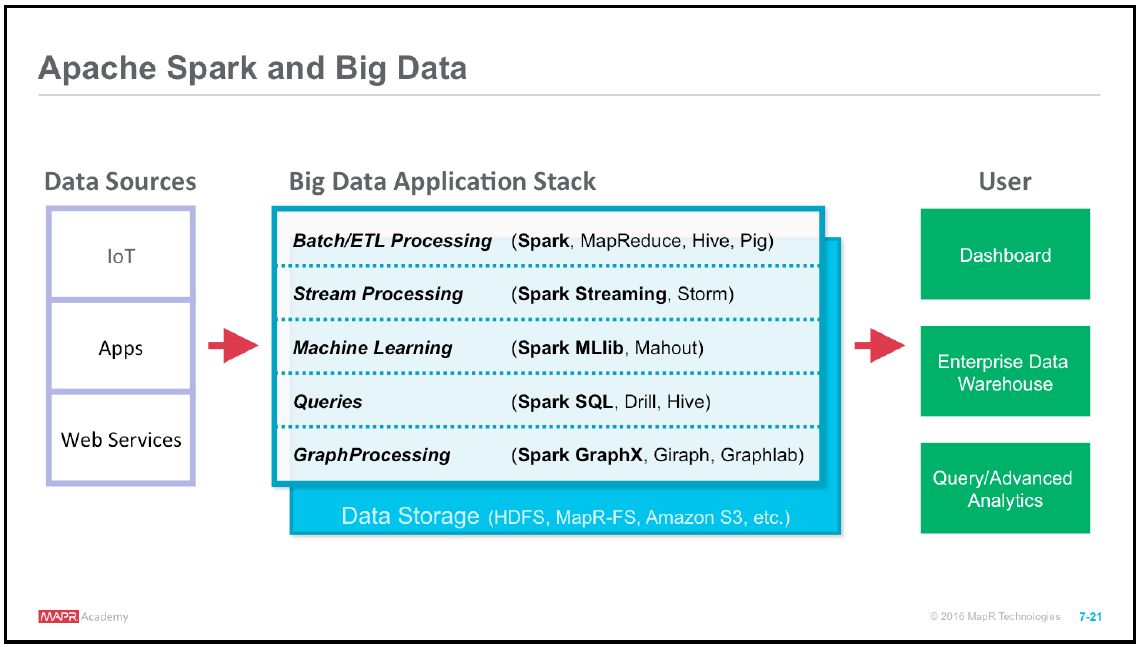 Apache Spark and Big Data
Data Sources
IoT
Apps
Web Services
Big Data Application Stack
Batch/ETL Processing (Spark, MapReduce, Hive, Pig)
Stream Processing (Spark Streaming, Storm)
Machine Learning (Spark MLlib, Mahout)
Queries (Spark SQL, Drill, Hive)
GraphProcessing (Spark GraphX, Giraph, Graphlab)
Data Storage (HDFS, MapR-FS, Amazon S3, etc.)
User
Dashboard
Enterprise Data
Warehouse
Query/Advanced
Analytics
MAPR Academy
© 2016 MapR Technologies 7-21